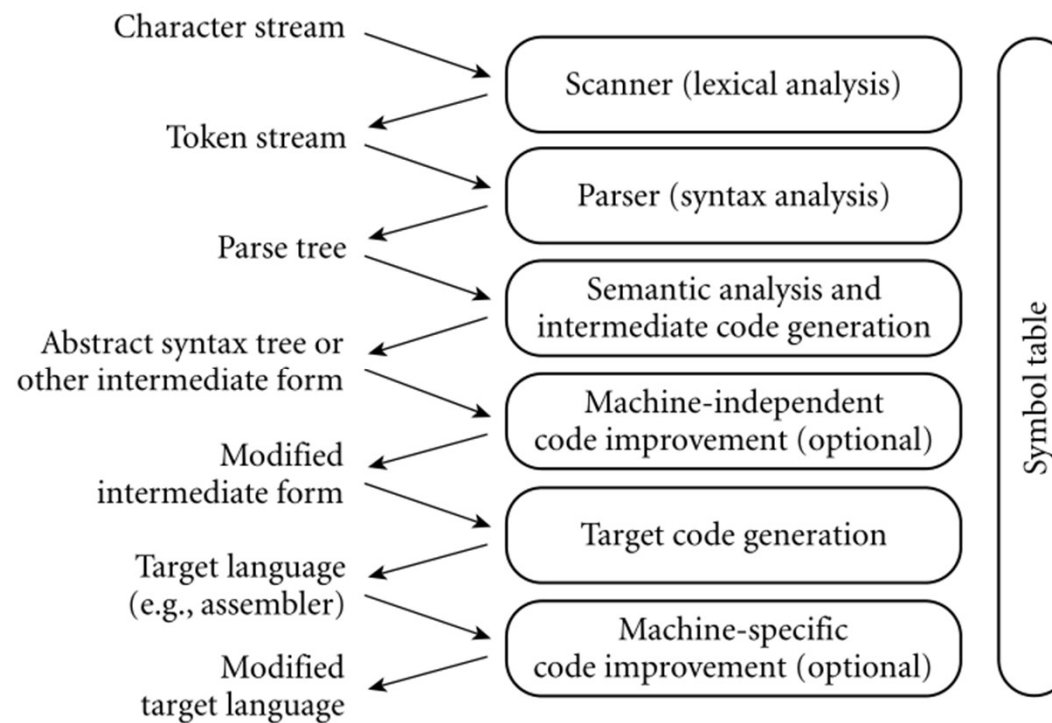 Character stream
Scanner (lexical analysis)
Token stream
Parser (syntax analysis)
Parse tree
Semantic analysis and
intermediate code generation
Abstract syntax tree or
other intermediate form
Machine-independent
code improvement (optional)
Modified
intermediate form
Target code generation
Target language
(e.g., assembler)
Machine-specific
code improvement (optional)
Modified
target language
Symbol table